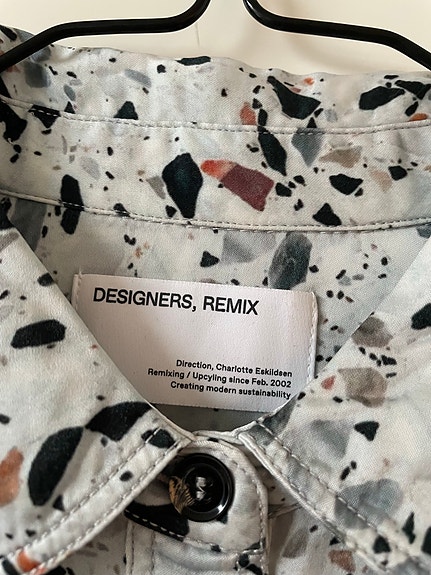 DESIGNERS, REMIX
Direction, Charlotte Eskildsen
Remixing / Upcyling since Feb. 2002
Creating modern sustainability